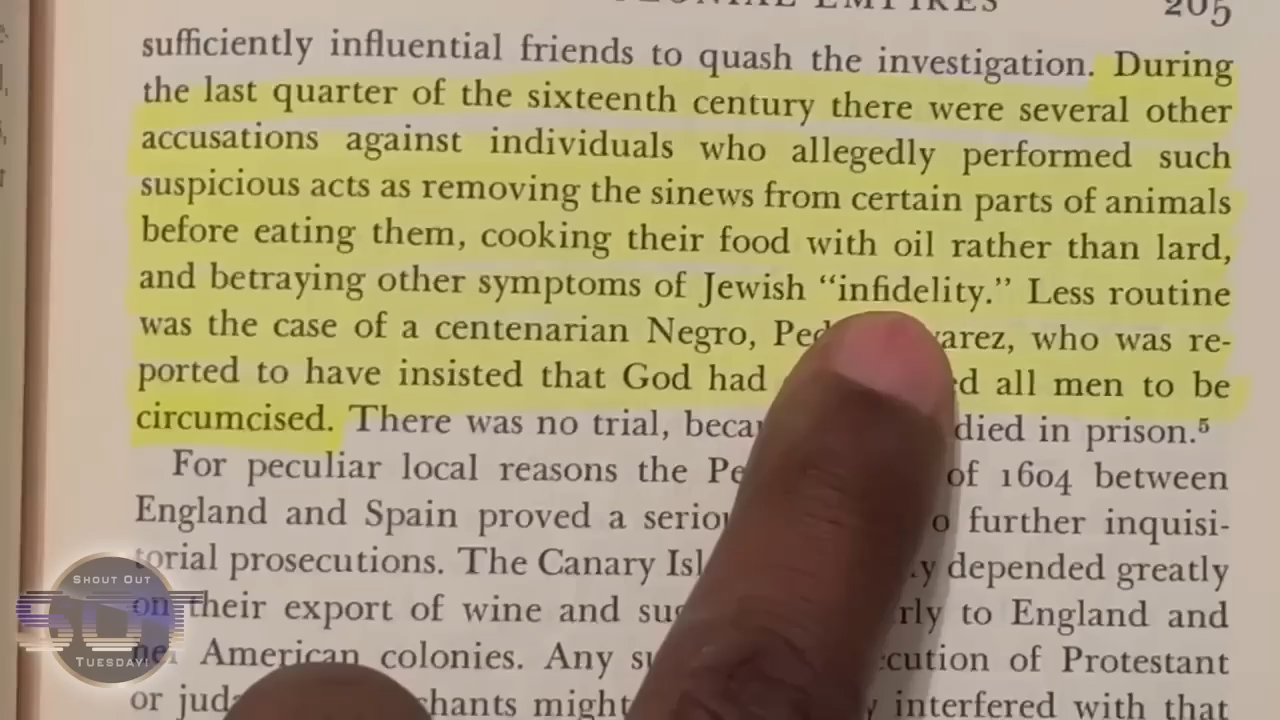 205
sufficiently influential friends to quash the investigation. During
the last quarter of the sixteenth century there were several other
accusations against individuals who allegedly performed such
suspicious acts as removing the sinews from certain parts of animals
before eating them, cooking their food with oil rather than lard,
and betraying other symptoms of Jewish “infidelity.” Less routine
was the case of a centenarian Negro, who was re-
ported to have insisted that God had all men to be
circumcised. There was no trial, died in prison.⁵
For peculiar local reasons the of 1604 between
England and Spain proved a further inquisi-
torial prosecutions. The Canary depended greatly
on their export of wine and to England and
American colonies. Any of Protestant
or might interfered with that
SHOUT OUT
SOT
TUESDAY!